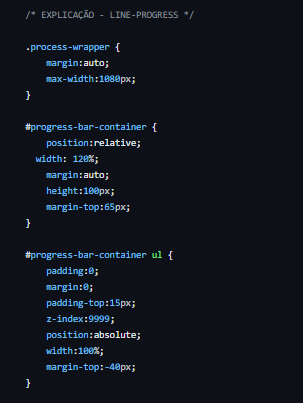 /* EXPLICAÇÃO - LINE-PROGRESS */
.process-wrapper {
margin:auto;
max-width:1080px;
}
#progress-bar-container {
position:relative;
width: 120%;
margin:auto;
height:100px;
margin-top:65px;
}
#progress-bar-container ul {
padding:0;
margin:0;
padding-top:15px;
z-index:9999;
position:absolute;
width:100%;
margin-top:-40px;
}